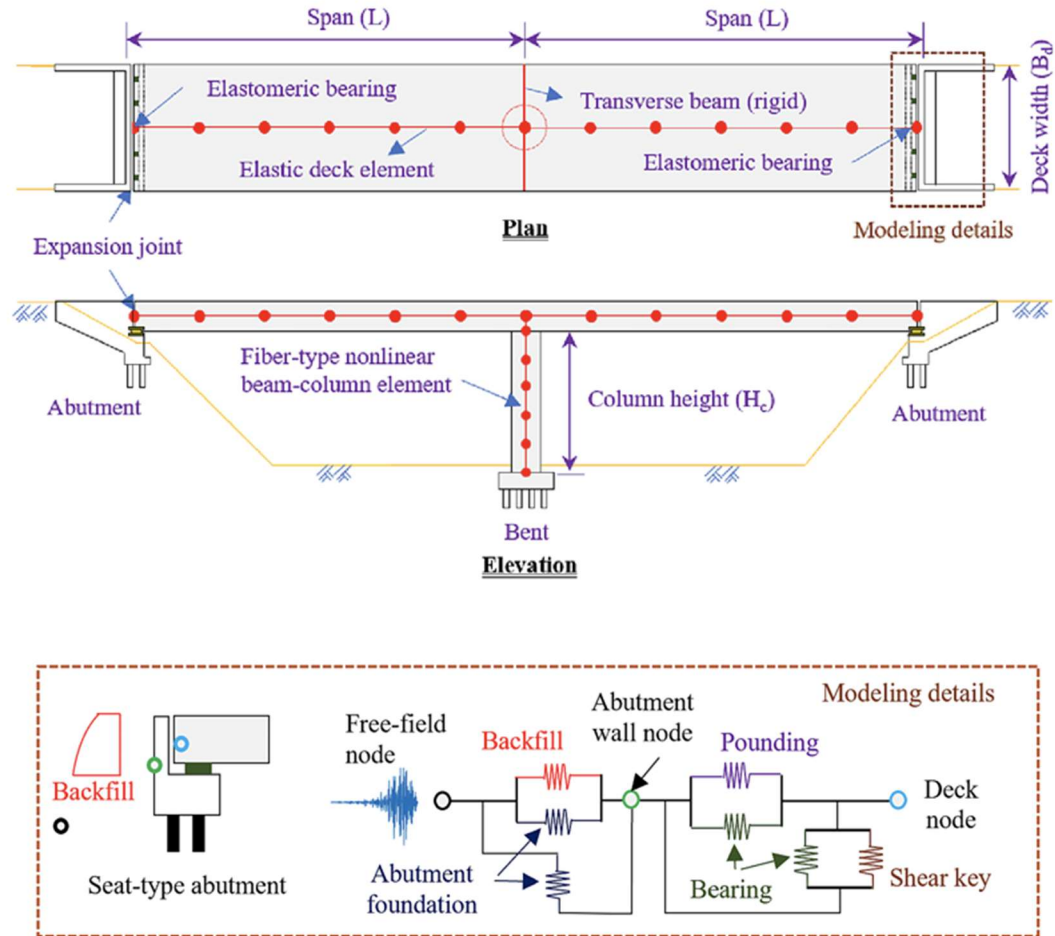 Span (L)
Span (L)
Elastomeric bearing
Transverse beam (rigid)
Elastic deck element
Elastomeric bearing
Deck width (B_d)
Plan
Modeling details
Expansion joint
Fiber-type nonlinear
beam-column element
Column height (H_c)
Abutment
Abutment
Bent
Elevation
Modeling details
Backfill
Seat-type abutment
Free-field
node
Backfill
Abutment
wall node
Pounding
Deck
node
Abutment
foundation
Bearing
Shear key